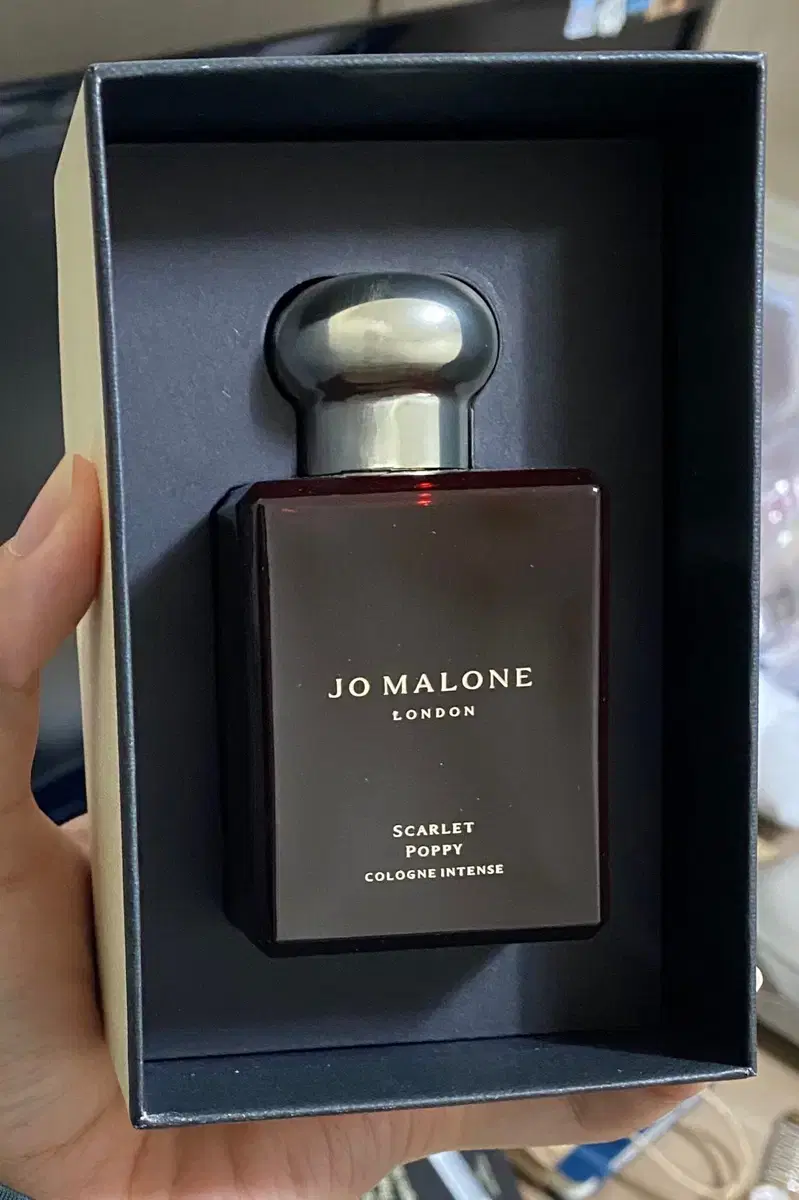 JO MALONE
LONDON
SCARLET
POPPY
COLOGNE INTENSE